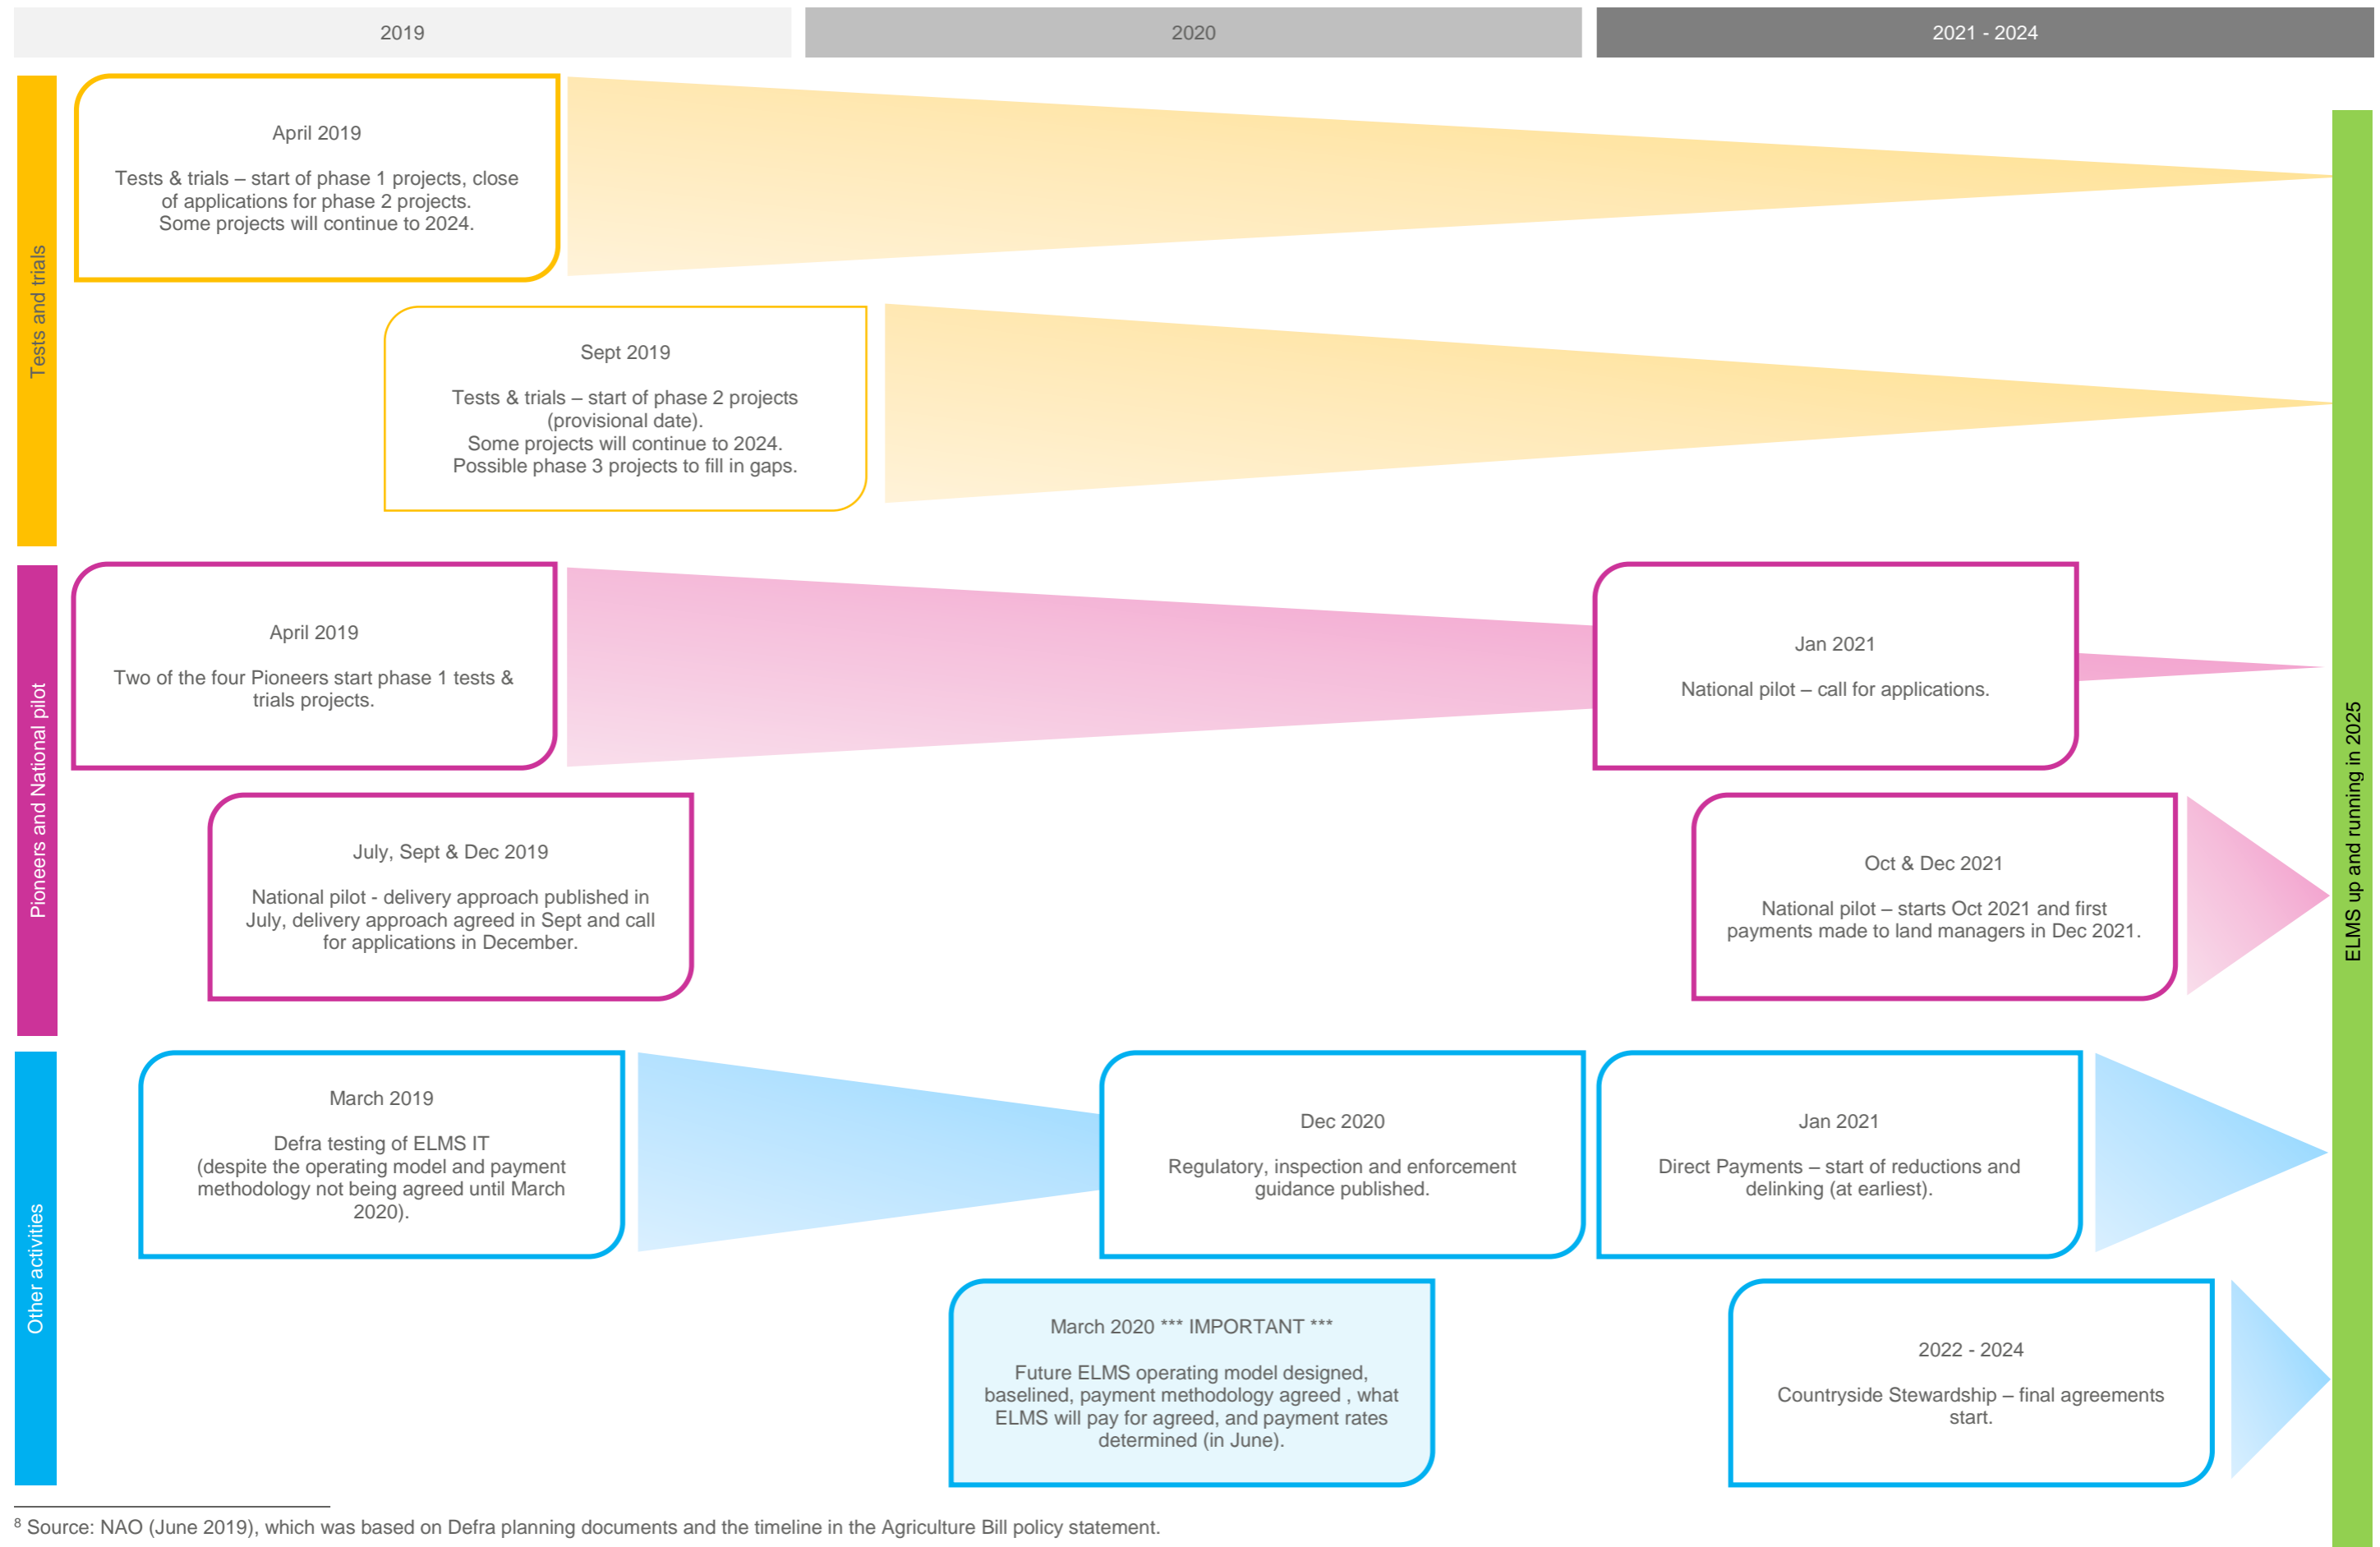 2019
2020
2021 - 2024
Tests and trials
April 2019
Tests & trials – start of phase 1 projects, close
of applications for phase 2 projects.
Some projects will continue to 2024.
Sept 2019
Tests & trials – start of phase 2 projects
(provisional date).
Some projects will continue to 2024.
Possible phase 3 projects to fill in gaps.
Pioneers and National pilot
April 2019
Two of the four Pioneers start phase 1 tests &
trials projects.
Jan 2021
National pilot – call for applications.
July, Sept & Dec 2019
National pilot - delivery approach published in
July, delivery approach agreed in Sept and call
for applications in December.
Oct & Dec 2021
National pilot – starts Oct 2021 and first
payments made to land managers in Dec 2021.
ELMS up and running in 2025
Other activities
March 2019
Defra testing of ELMS IT
(despite the operating model and payment
methodology not being agreed until March
2020).
Dec 2020
Regulatory, inspection and enforcement
guidance published.
Jan 2021
Direct Payments – start of reductions and
delinking (at earliest).
March 2020 *** IMPORTANT ***
Future ELMS operating model designed,
baselined, payment methodology agreed , what
ELMS will pay for agreed, and payment rates
determined (in June).
2022 - 2024
Countryside Stewardship – final agreements
start.
8 Source: NAO (June 2019), which was based on Defra planning documents and the timeline in the Agriculture Bill policy statement.